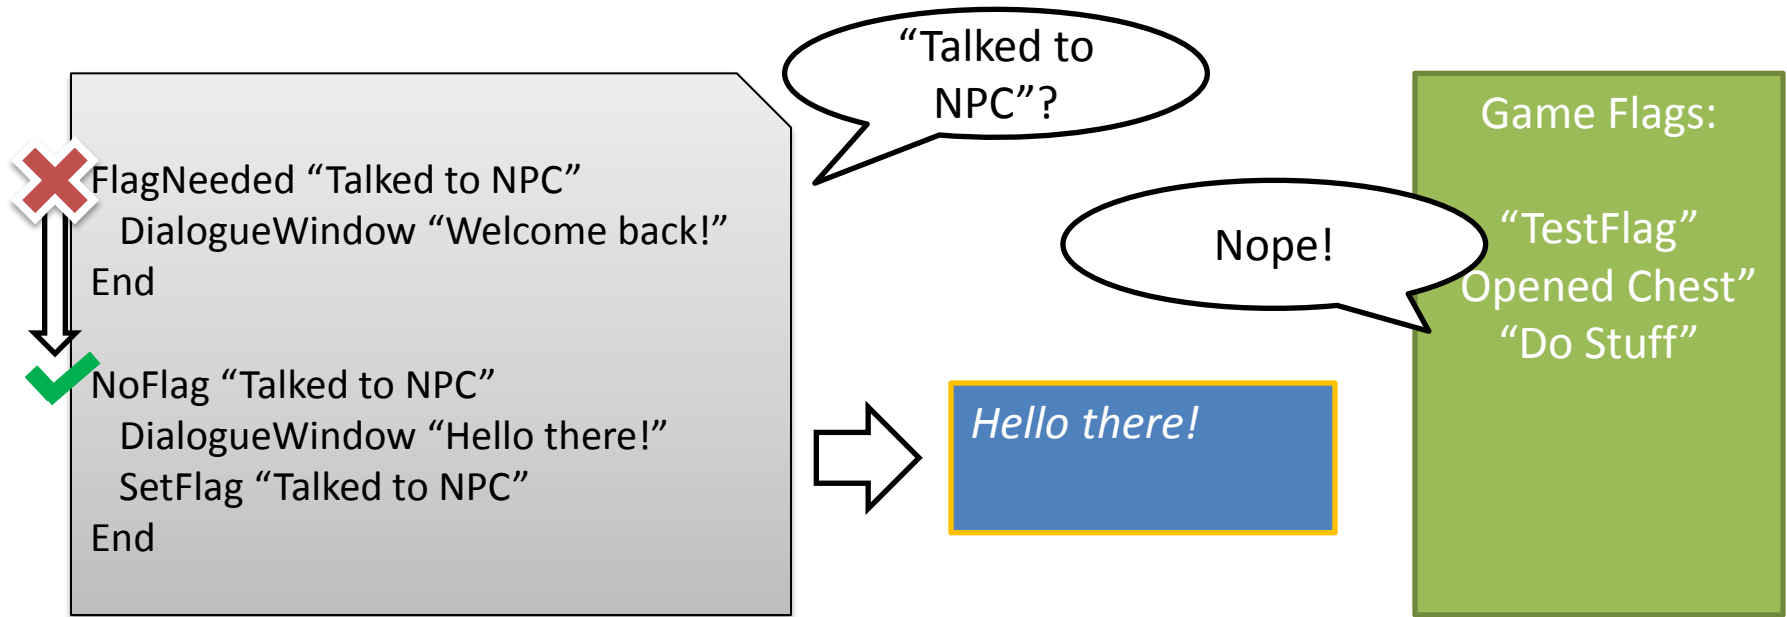 “Talked to
NPC”?
FlagNeeded “Talked to NPC”
DialogueWindow “Welcome back!”
End
NoFlag “Talked to NPC”
DialogueWindow “Hello there!”
SetFlag “Talked to NPC”
End
Nope!
Hello there!
Game Flags:
“TestFlag”
Opened Chest”
“Do Stuff”